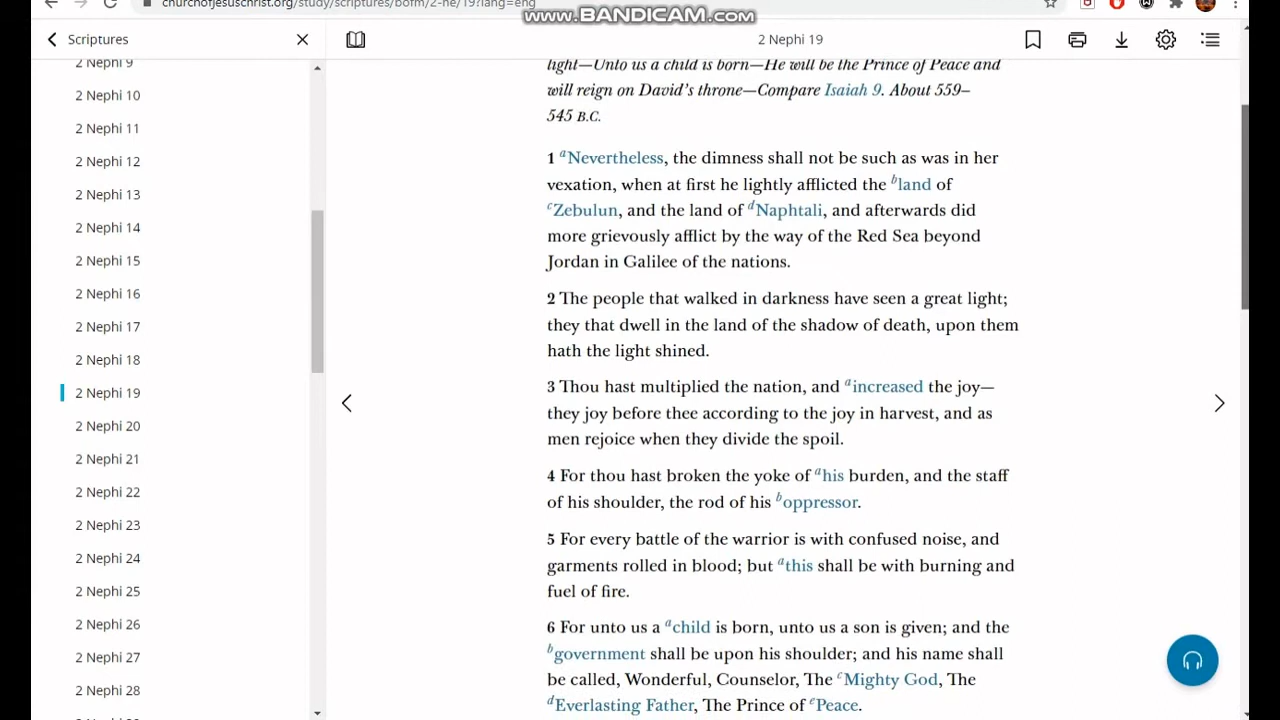 churchofjesuschrist.org/study/scriptures/bofm/2-ne/19?lang=eng
www.BANDICAM.com
Scriptures
2 Nephi 19
2 Nephi 9
2 Nephi 10
2 Nephi 11
2 Nephi 12
2 Nephi 13
2 Nephi 14
2 Nephi 15
2 Nephi 16
2 Nephi 17
2 Nephi 18
2 Nephi 19
2 Nephi 20
2 Nephi 21
2 Nephi 22
2 Nephi 23
2 Nephi 24
2 Nephi 25
2 Nephi 26
2 Nephi 27
2 Nephi 28
light—Unto us a child is born—He will be the Prince of Peace and
will reign on David’s throne—Compare Isaiah 9. About 559–
545 B.C.
1 aNevertheless, the dimness shall not be such as was in her
vexation, when at first he lightly afflicted the bland of
cZebulun, and the land of dNaphtali, and afterwards did
more grievously afflict by the way of the Red Sea beyond
Jordan in Galilee of the nations.
2 The people that walked in darkness have seen a great light;
they that dwell in the land of the shadow of death, upon them
hath the light shined.
3 Thou hast multiplied the nation, and aincreased the joy—
they joy before thee according to the joy in harvest, and as
men rejoice when they divide the spoil.
4 For thou hast broken the yoke of ahis burden, and the staff
of his shoulder, the rod of his boppressor.
5 For every battle of the warrior is with confused noise, and
garments rolled in blood; but athis shall be with burning and
fuel of fire.
6 For unto us a achild is born, unto us a son is given; and the
bgovernment shall be upon his shoulder; and his name shall
be called, Wonderful, Counselor, The cMighty God, The
dEverlasting Father, The Prince of ePeace.